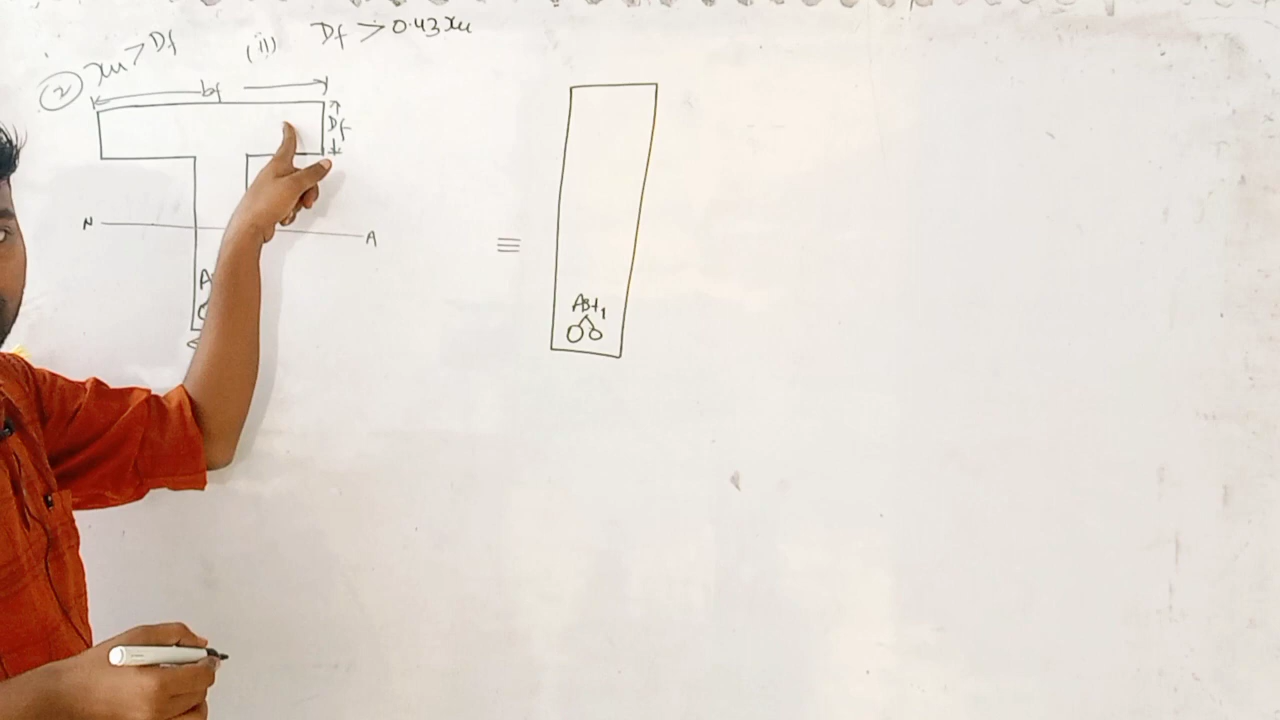 (ii) Df > 0.43xu
② xu > Df
bf
Df
N A
≡
A
Ast₁